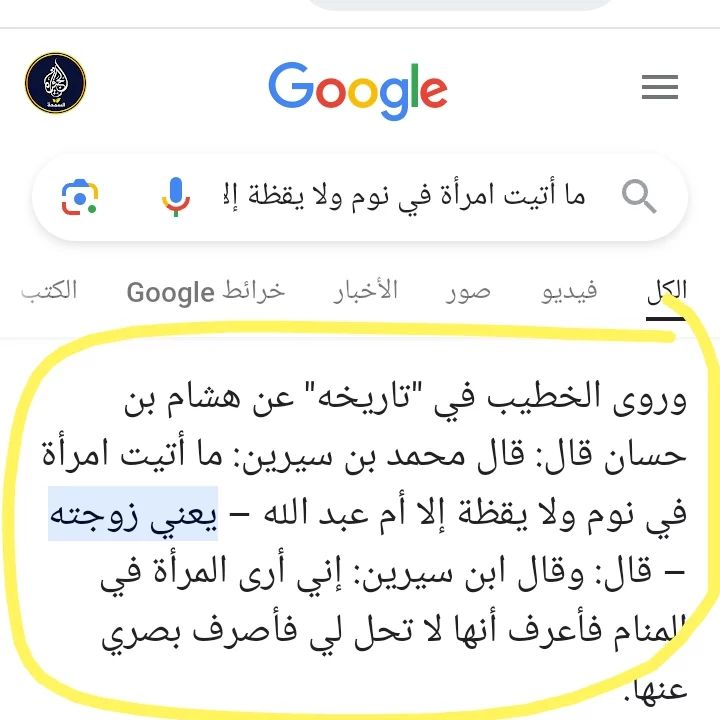 Google
ما أتيت امرأة في نوم ولا يقظة إلا
الكل فيديو صور الأخبار خرائط Google الكتب
وروى الخطيب في "تاريخه" عن هشام بن
حسان قال: قال محمد بن سيرين: ما أتيت امرأة
في نوم ولا يقظة إلا أم عبد الله – يعني زوجته
– قال: وقال ابن سيرين: إني أرى المرأة في
المنام فأعرف أنها لا تحل لي فأصرف بصري
عنها.